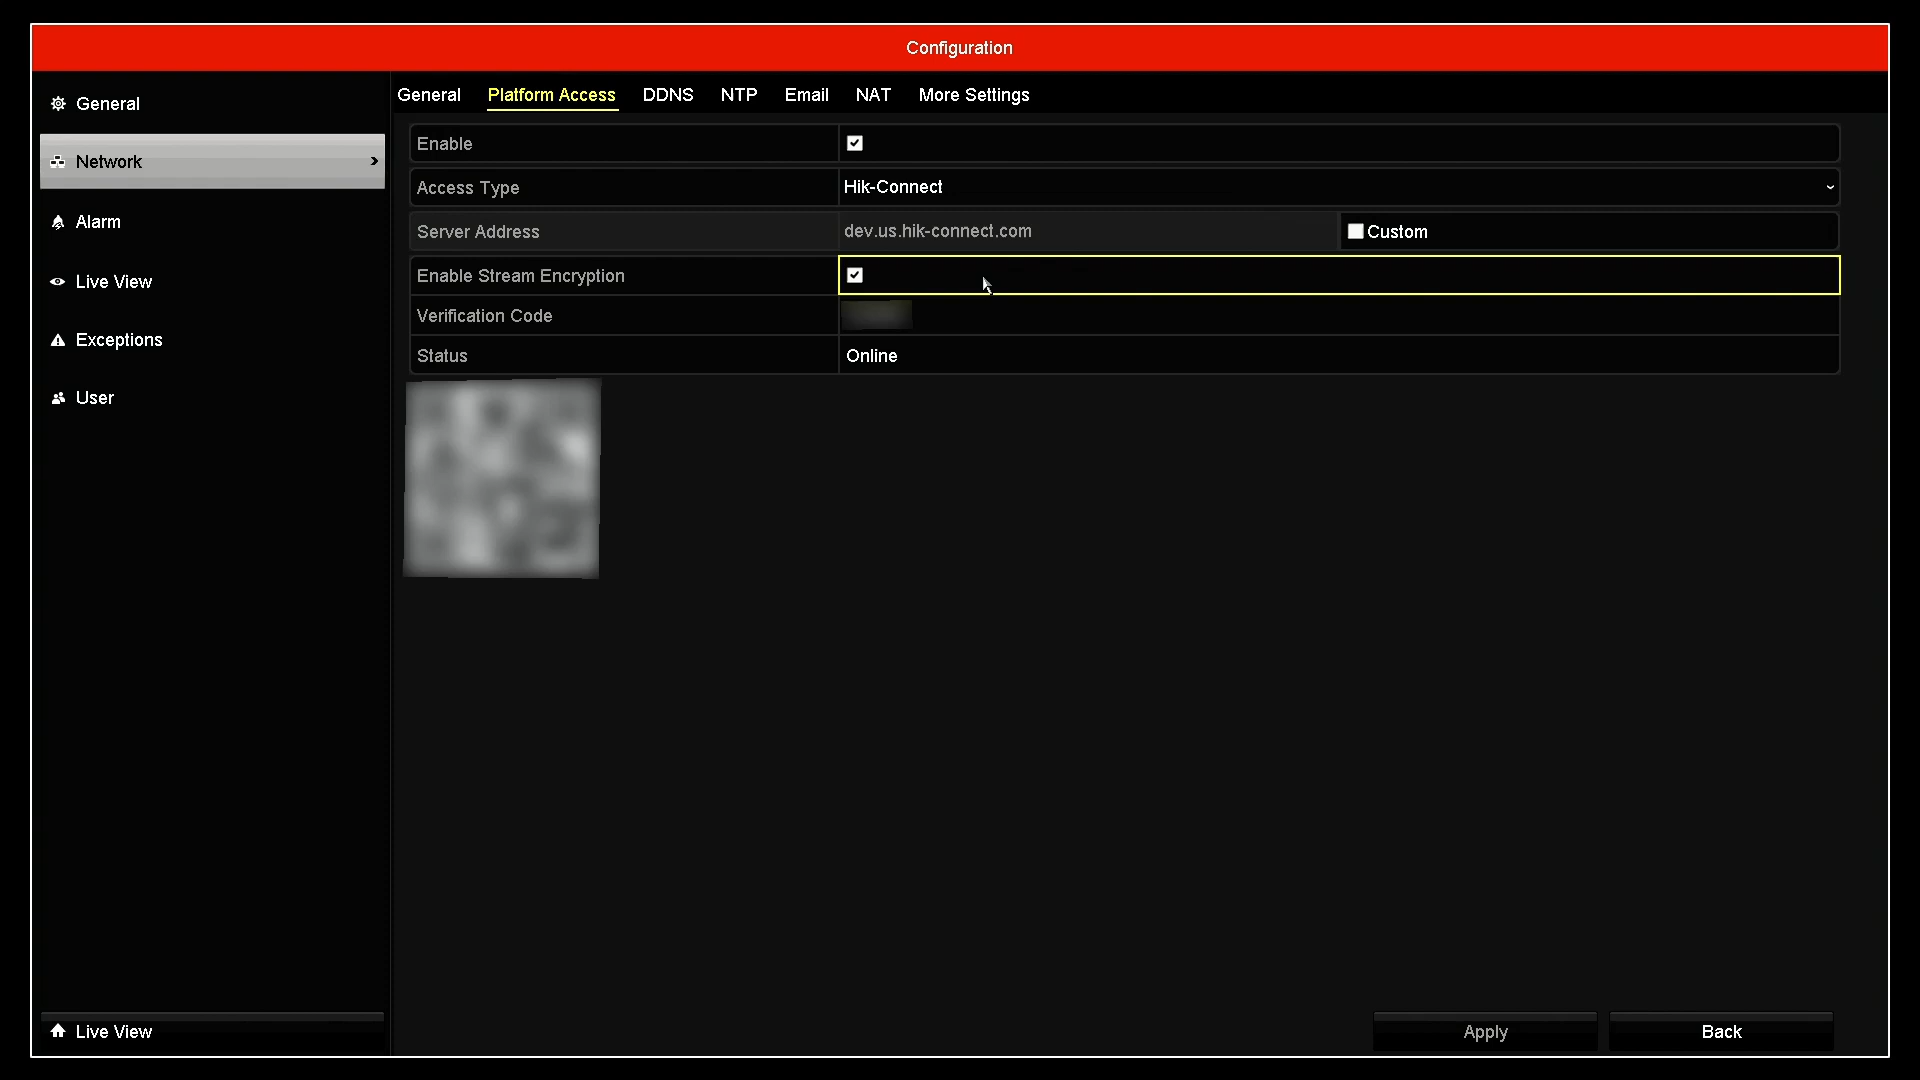 Configuration
General
Network
Alarm
Live View
Exceptions
User
Live View
General Platform Access DDNS NTP Email NAT More Settings
Enable
Access Type Hik-Connect
Server Address dev.us.hik-connect.com Custom
Enable Stream Encryption
Verification Code
Status Online
Apply Back